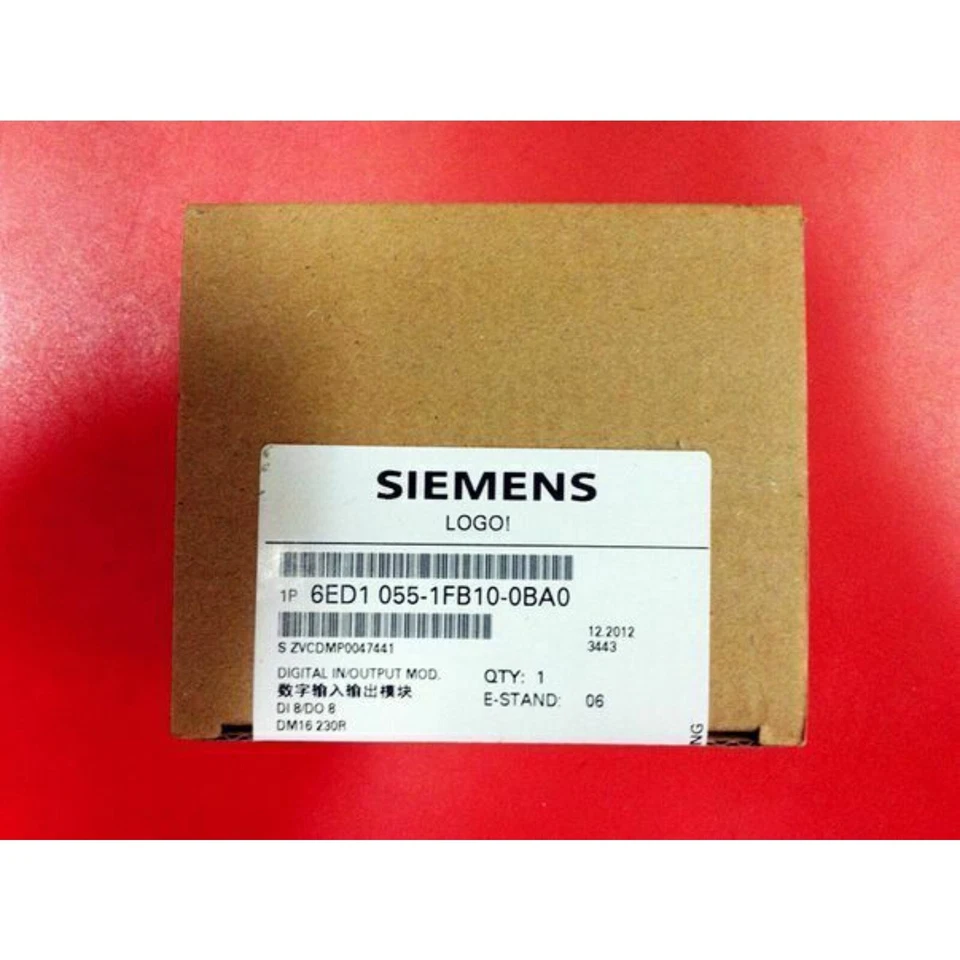 SIEMENS
LOGO!
1P 6ED1 055-1FB10-0BA0
S ZVCDMP0047441
12.2012
3443
DIGITAL IN/OUTPUT MOD.
数字输入输出模块
DI 8/DO 8
DM16 230R
QTY: 1
E-STAND: 06
NG